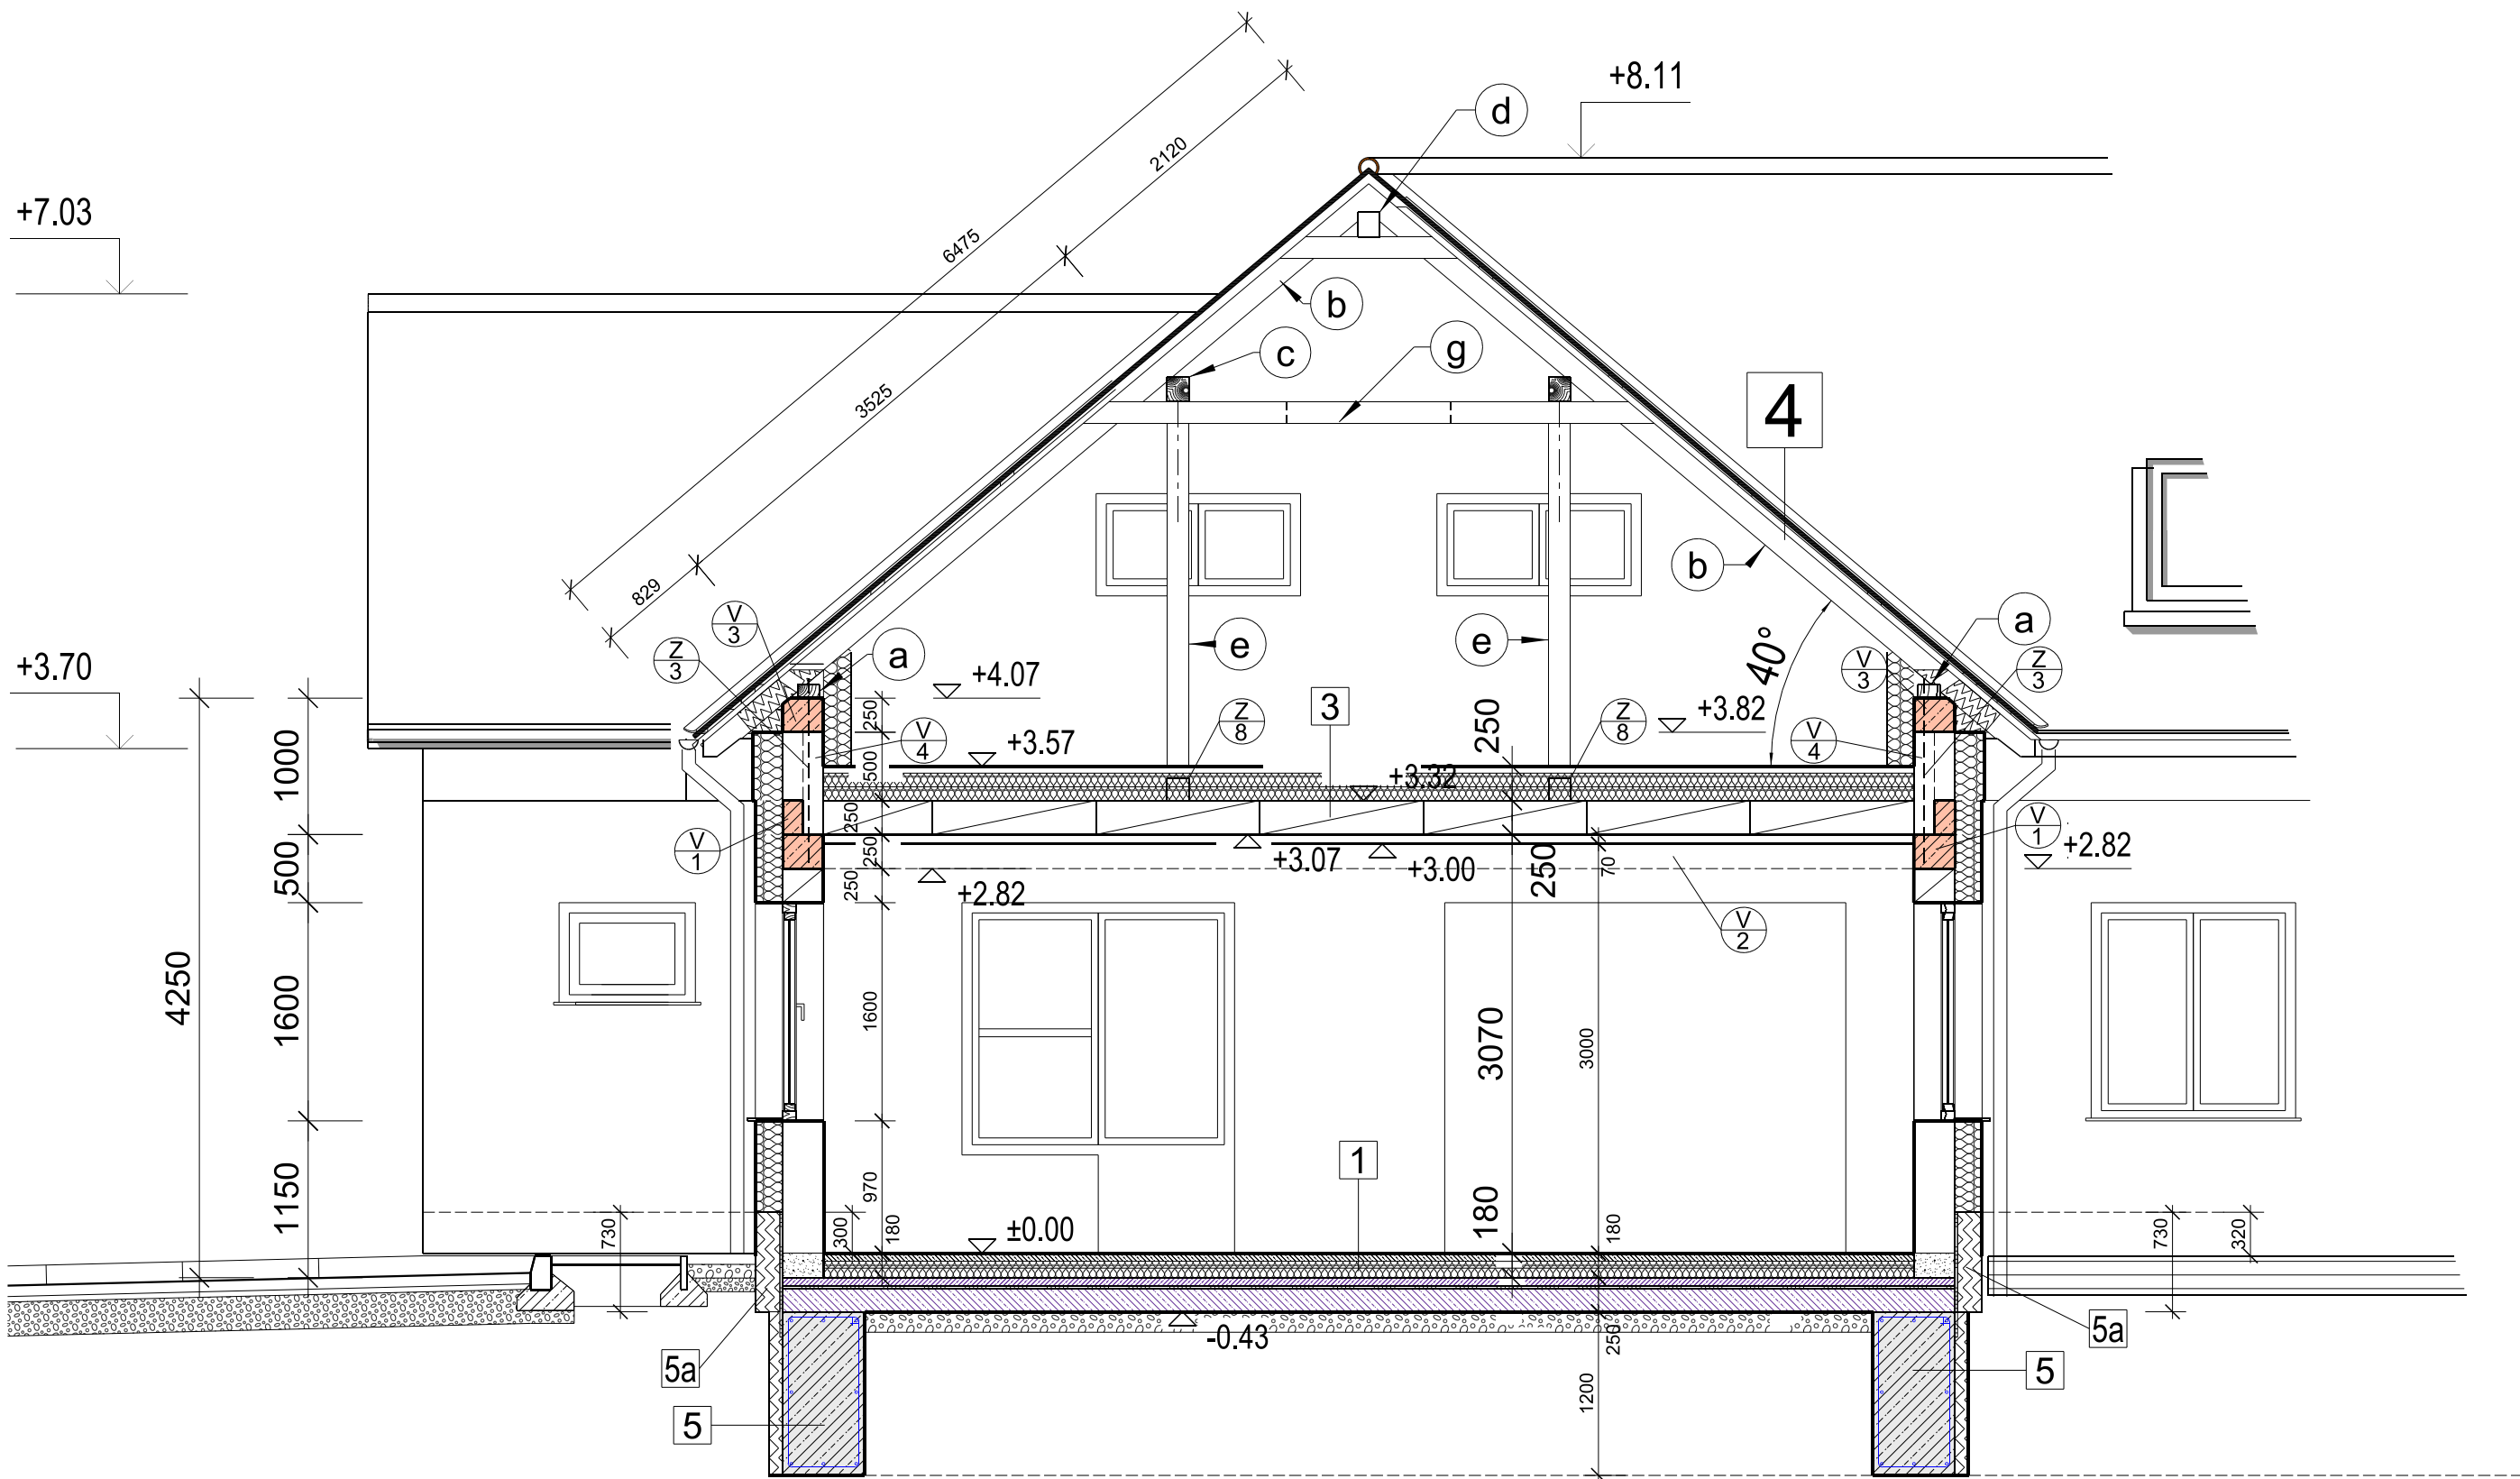 +8.11
d
2120
+7.03
6475
b
c
g
3525
4
829
V
3
b
a
Z
3
a
e
e
40°
V
3
Z
3
+3.70
+4.07
3
250
Z
8
Z
8
+3.82
250
V
4
V
4
+3.57
1000
500
+3.32
250
V
1
V
1
+2.82
500
250
+3.07
+3.00
250
70
250
+2.82
V
2
4250
1600
1600
3070
3000
1
1150
970
180
730
300
180
±0.00
180
730
320
-0.43
250
5a
5a
5
5
1200